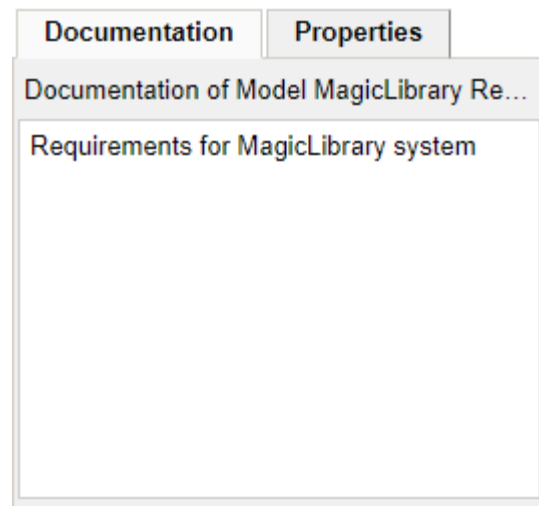 Documentation Properties
Documentation of Model MagicLibrary Re...
Requirements for MagicLibrary system